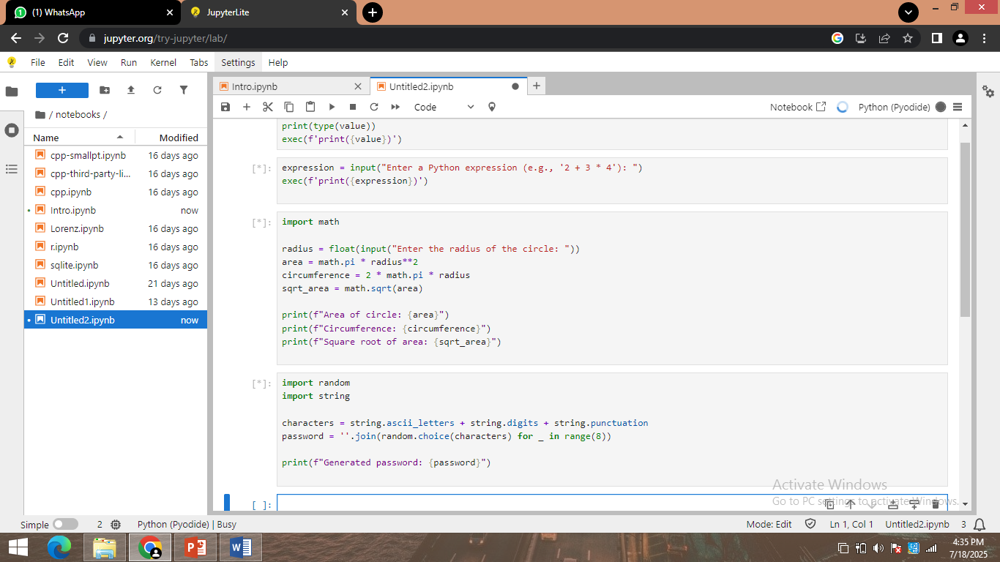 (1) WhatsApp
JupyterLite
jupyter.org/try-jupyter/lab/
File Edit View Run Kernel Tabs Settings Help
Intro.ipynb
Untitled2.ipynb
Code
Notebook
Python (Pyodide)
/ notebooks /
Name Modified
cpp-smallpt.ipynb 16 days ago
cpp-third-party-li... 16 days ago
cpp.ipynb 16 days ago
Intro.ipynb now
Lorenz.ipynb 16 days ago
r.ipynb 16 days ago
sqlite.ipynb 16 days ago
Untitled.ipynb 21 days ago
Untitled1.ipynb 13 days ago
Untitled2.ipynb now
print(type(value))
exec(f'print({value})')
[*]:
expression = input("Enter a Python expression (e.g., '2 + 3 * 4'): ")
exec(f'print({expression})')
[*]:
import math
radius = float(input("Enter the radius of the circle: "))
area = math.pi * radius**2
circumference = 2 * math.pi * radius
sqrt_area = math.sqrt(area)
print(f"Area of circle: {area}")
print(f"Circumference: {circumference}")
print(f"Square root of area: {sqrt_area}")
[*]:
import random
import string
characters = string.ascii_letters + string.digits + string.punctuation
password = ''.join(random.choice(characters) for _ in range(8))
print(f"Generated password: {password}")
[ ]:
Activate Windows
Go to PC settings to activate Windows.
Simple 2 Python (Pyodide) | Busy
Mode: Edit Ln 1, Col 1 Untitled2.ipynb 3
4:35 PM
7/18/2025